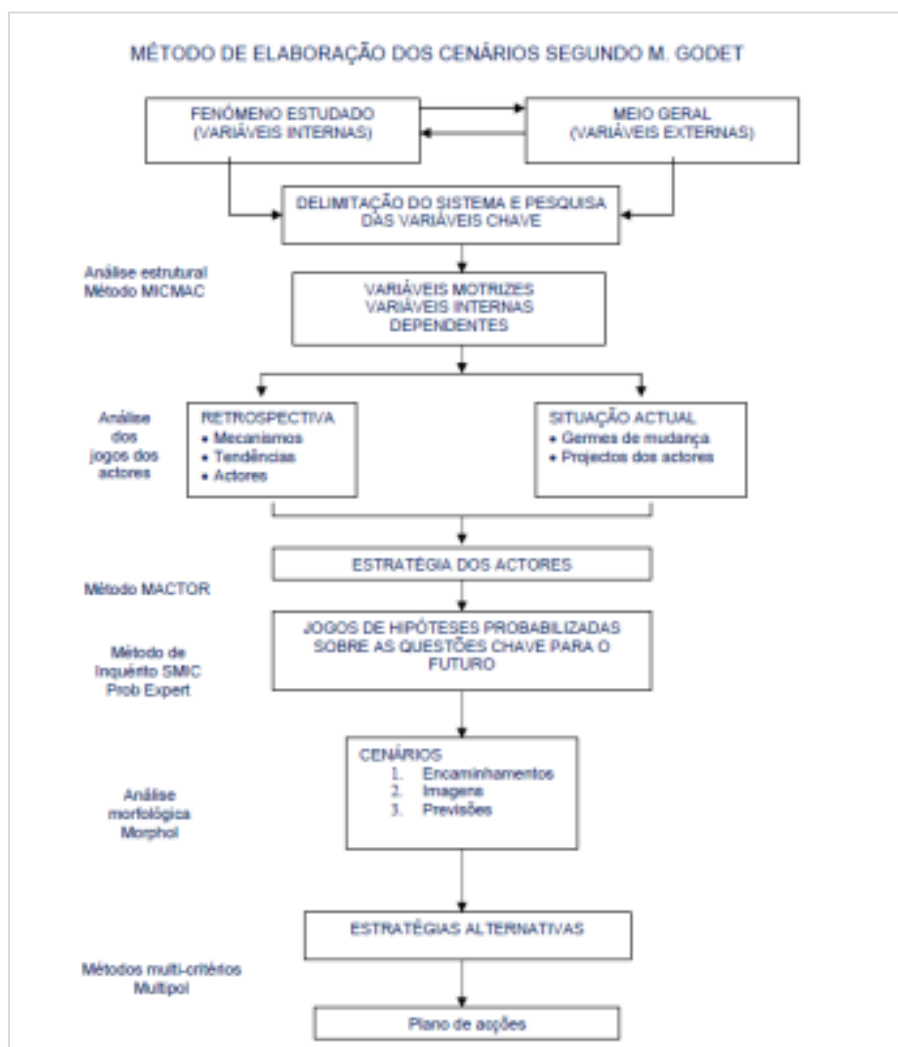 MÉTODO DE ELABORAÇÃO DOS CENÁRIOS SEGUNDO M. GODET
FENÓMENO ESTUDADO
(VARIÁVEIS INTERNAS)
MEIO GERAL
(VARIÁVEIS EXTERNAS)
DELIMITAÇÃO DO SISTEMA E PESQUISA
DAS VARIÁVEIS CHAVE
Análise estrutural
Método MICMAC
VARIÁVEIS MOTRIZES
VARIÁVEIS INTERNAS
DEPENDENTES
Análise
dos
jogos dos
actores
RETROSPECTIVA
• Mecanismos
• Tendências
• Actores
SITUAÇÃO ACTUAL
• Germes de mudança
• Projectos dos actores
ESTRATÉGIA DOS ACTORES
Método MACTOR
JOGOS DE HIPÓTESES PROBABILIZADAS
SOBRE AS QUESTÕES CHAVE PARA O
FUTURO
Método de
Inquérito SMIC
Prob Expert
CENÁRIOS
1. Encaminhamentos
2. Imagens
3. Previsões
Análise
morfológica
Morphol
ESTRATÉGIAS ALTERNATIVAS
Métodos multi-critérios
Multipol
Plano de acções